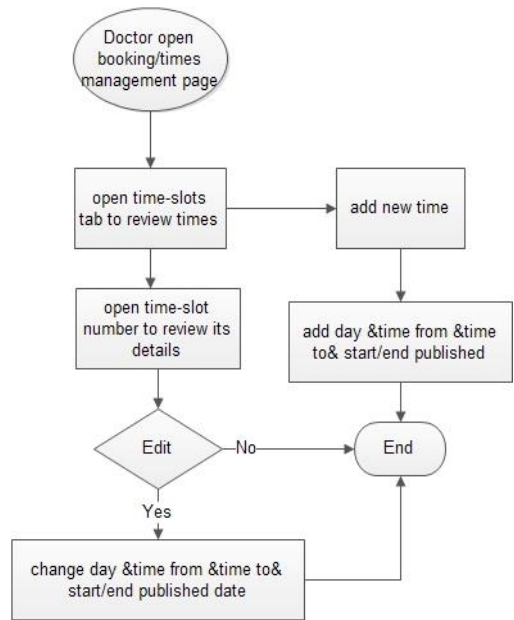 Doctor open
booking/times
management page
open time-slots
tab to review times
add new time
open time-slot
number to review its
details
add day &time from &time
to& start/end published
Edit
No
End
Yes
change day &time from &time to&
start/end published date